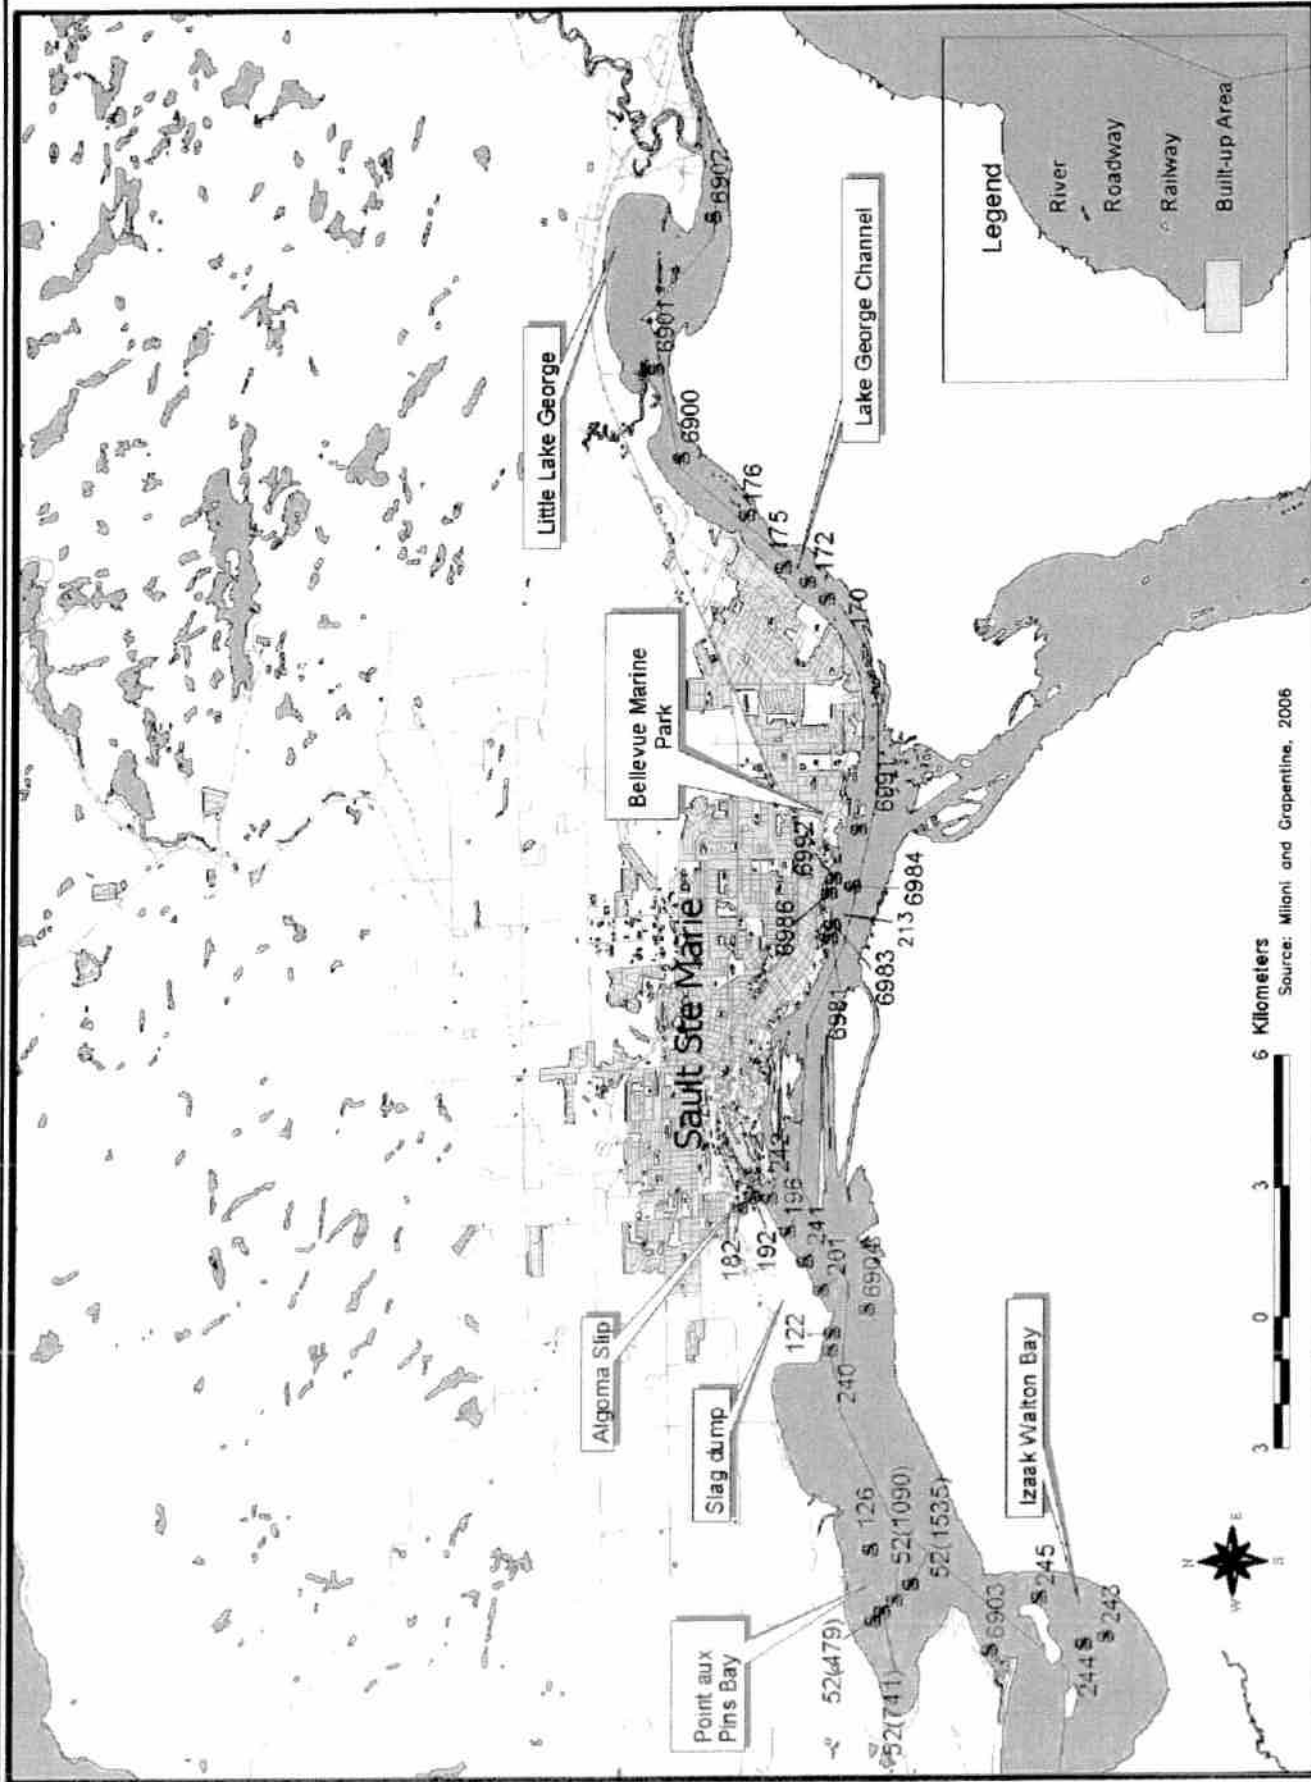 Little Lake George
6902
6901
6900
176
175
172
170
Lake George Channel
Bellevue Marine
Park
Sault Ste Marie
6992
6991
6986
6984
213
6983
6981
Algoma Slip
182
192
242
196
241
201
6904
Slag dump
122
240
Point aux
Pins Bay
126
52(1090)
52(1535)
52(479)
52(741)
6903
245
244
243
Izaak Walton Bay
N
E
S
W
3 0 3 6 Kilometers
Source: Milani and Grapentine, 2006
Legend
River
Roadway
Railway
Built-up Area